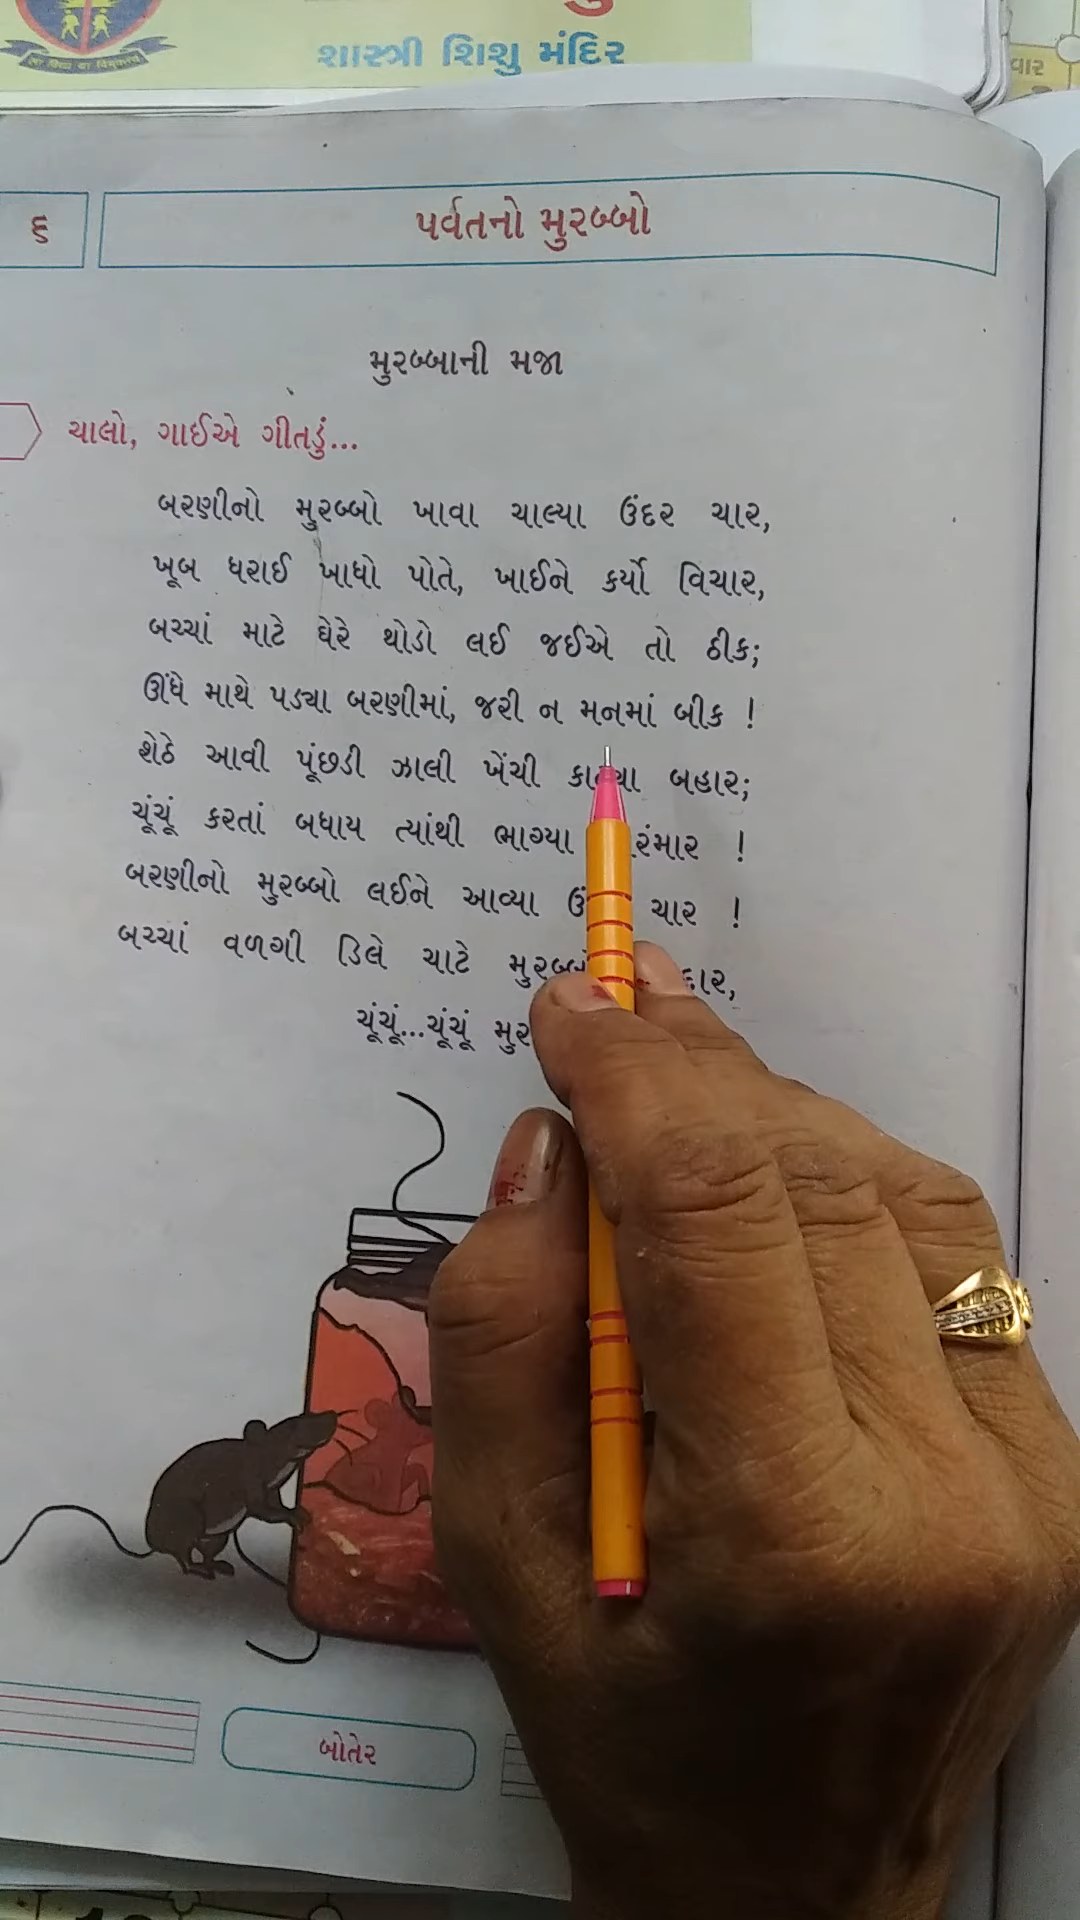 શાસ્ત્રી શિશુ મંદિર
વાર
૬
પર્વતનો મુરબ્બો
મુરબ્બાની મજા
ચાલો, ગાઈએ ગીતડું...
બરણીનો મુરબ્બો ખાવા ચાલ્યા ઉંદર ચાર,
ખૂબ ધરાઈ ખાધો પોતે, ખાઈને કર્યો વિચાર,
બચ્ચાં માટે ઘેરે થોડો લઈ જઈએ તો ઠીક;
ઊંધે માથે પડ્યા બરણીમાં, જરી ન મનમાં બીક !
શેઠે આવી પૂંછડી ઝાલી ખેંચી બહાર;
ચૂંચૂં કરતાં બધાય ત્યાંથી ભાગ્યા !
બરણીનો મુરબ્બો લઈને આવ્યા ચાર !
બચ્ચાં વળગી ડિલે ચાટે
ચૂંચૂં...ચૂંચૂં
બોતેર